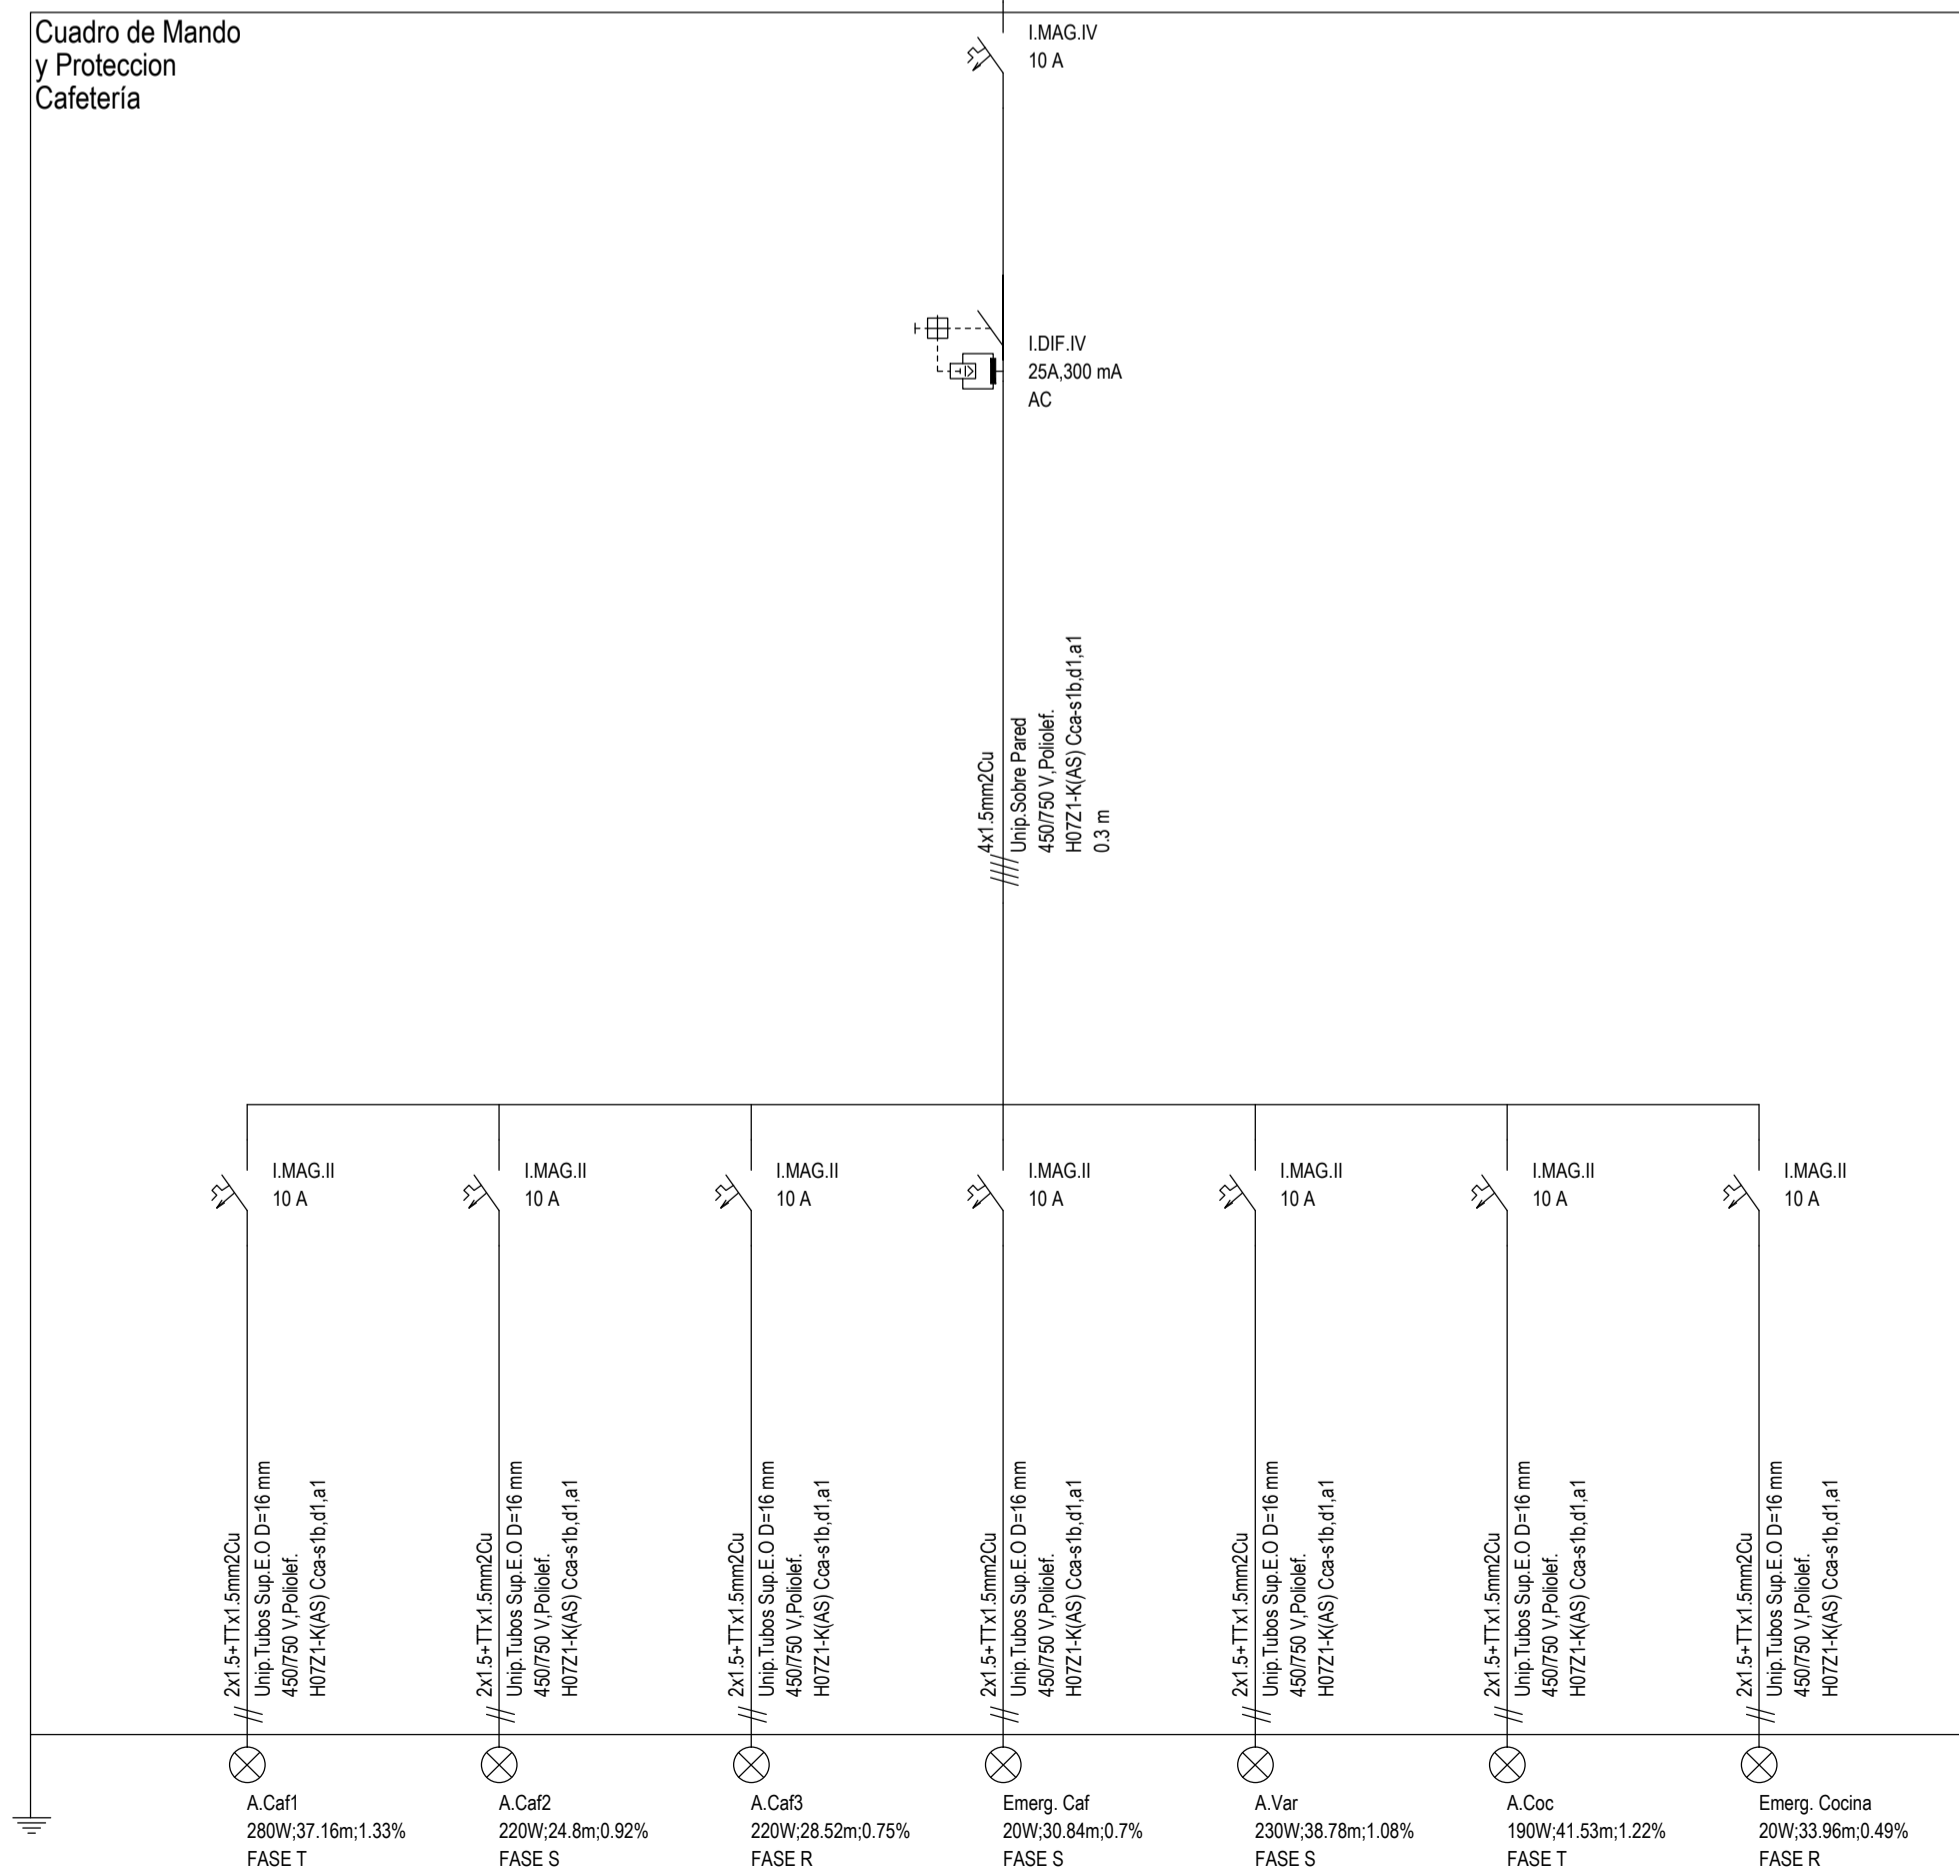 Cuadro de Mando
y Proteccion
Cafetería
I.MAG.IV
10 A
I.DIF.IV
25A,300 mA
AC
4x1.5mm2Cu
Unip.Sobre Pared
450/750 V,Poliolef.
H07Z1-K(AS) Cca-s1b,d1,a1
0.3 m
I.MAG.II
10 A
I.MAG.II
10 A
I.MAG.II
10 A
I.MAG.II
10 A
I.MAG.II
10 A
I.MAG.II
10 A
I.MAG.II
10 A
2x1.5+TTx1.5mm2Cu
Unip.Tubos Sup.E.O D=16 mm
450/750 V,Poliolef.
H07Z1-K(AS) Cca-s1b,d1,a1
2x1.5+TTx1.5mm2Cu
Unip.Tubos Sup.E.O D=16 mm
450/750 V,Poliolef.
H07Z1-K(AS) Cca-s1b,d1,a1
2x1.5+TTx1.5mm2Cu
Unip.Tubos Sup.E.O D=16 mm
450/750 V,Poliolef.
H07Z1-K(AS) Cca-s1b,d1,a1
2x1.5+TTx1.5mm2Cu
Unip.Tubos Sup.E.O D=16 mm
450/750 V,Poliolef.
H07Z1-K(AS) Cca-s1b,d1,a1
2x1.5+TTx1.5mm2Cu
Unip.Tubos Sup.E.O D=16 mm
450/750 V,Poliolef.
H07Z1-K(AS) Cca-s1b,d1,a1
2x1.5+TTx1.5mm2Cu
Unip.Tubos Sup.E.O D=16 mm
450/750 V,Poliolef.
H07Z1-K(AS) Cca-s1b,d1,a1
2x1.5+TTx1.5mm2Cu
Unip.Tubos Sup.E.O D=16 mm
450/750 V,Poliolef.
H07Z1-K(AS) Cca-s1b,d1,a1
A.Caf1
280W;37.16m;1.33%
FASE T
A.Caf2
220W;24.8m;0.92%
FASE S
A.Caf3
220W;28.52m;0.75%
FASE R
Emerg. Caf
20W;30.84m;0.7%
FASE S
A.Var
230W;38.78m;1.08%
FASE S
A.Coc
190W;41.53m;1.22%
FASE T
Emerg. Cocina
20W;33.96m;0.49%
FASE R